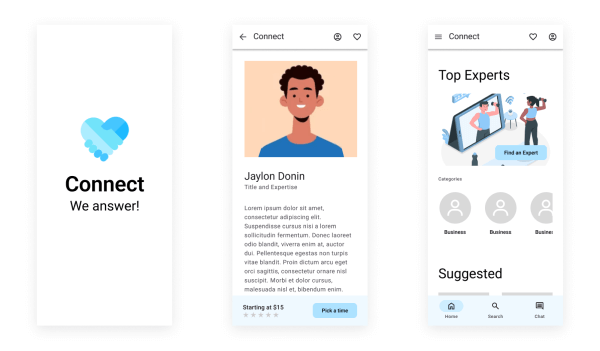 Connect
We answer!
Connect
Jaylon Donin
Title and Expertise
Lorem ipsum dolor sit amet,
consectetur adipiscing elit.
Suspendisse cursus nisi a lorem
sollicitudin fermentum. Donec laoreet
odio blandit, viverra enim at, auctor
dui. Pellentesque egestas non turpis
vitae blandit. Proin dictum arcu eget
orci sagittis, consectetur ornare nisl
suscipit. Morbi et dolor cursus,
malesuada nisl et, bibendum enim.
Starting at $15
Pick a time
Connect
Top Experts
Find an Expert
Categories
Business
Business
Busines
Suggested
Home
Search
Chat